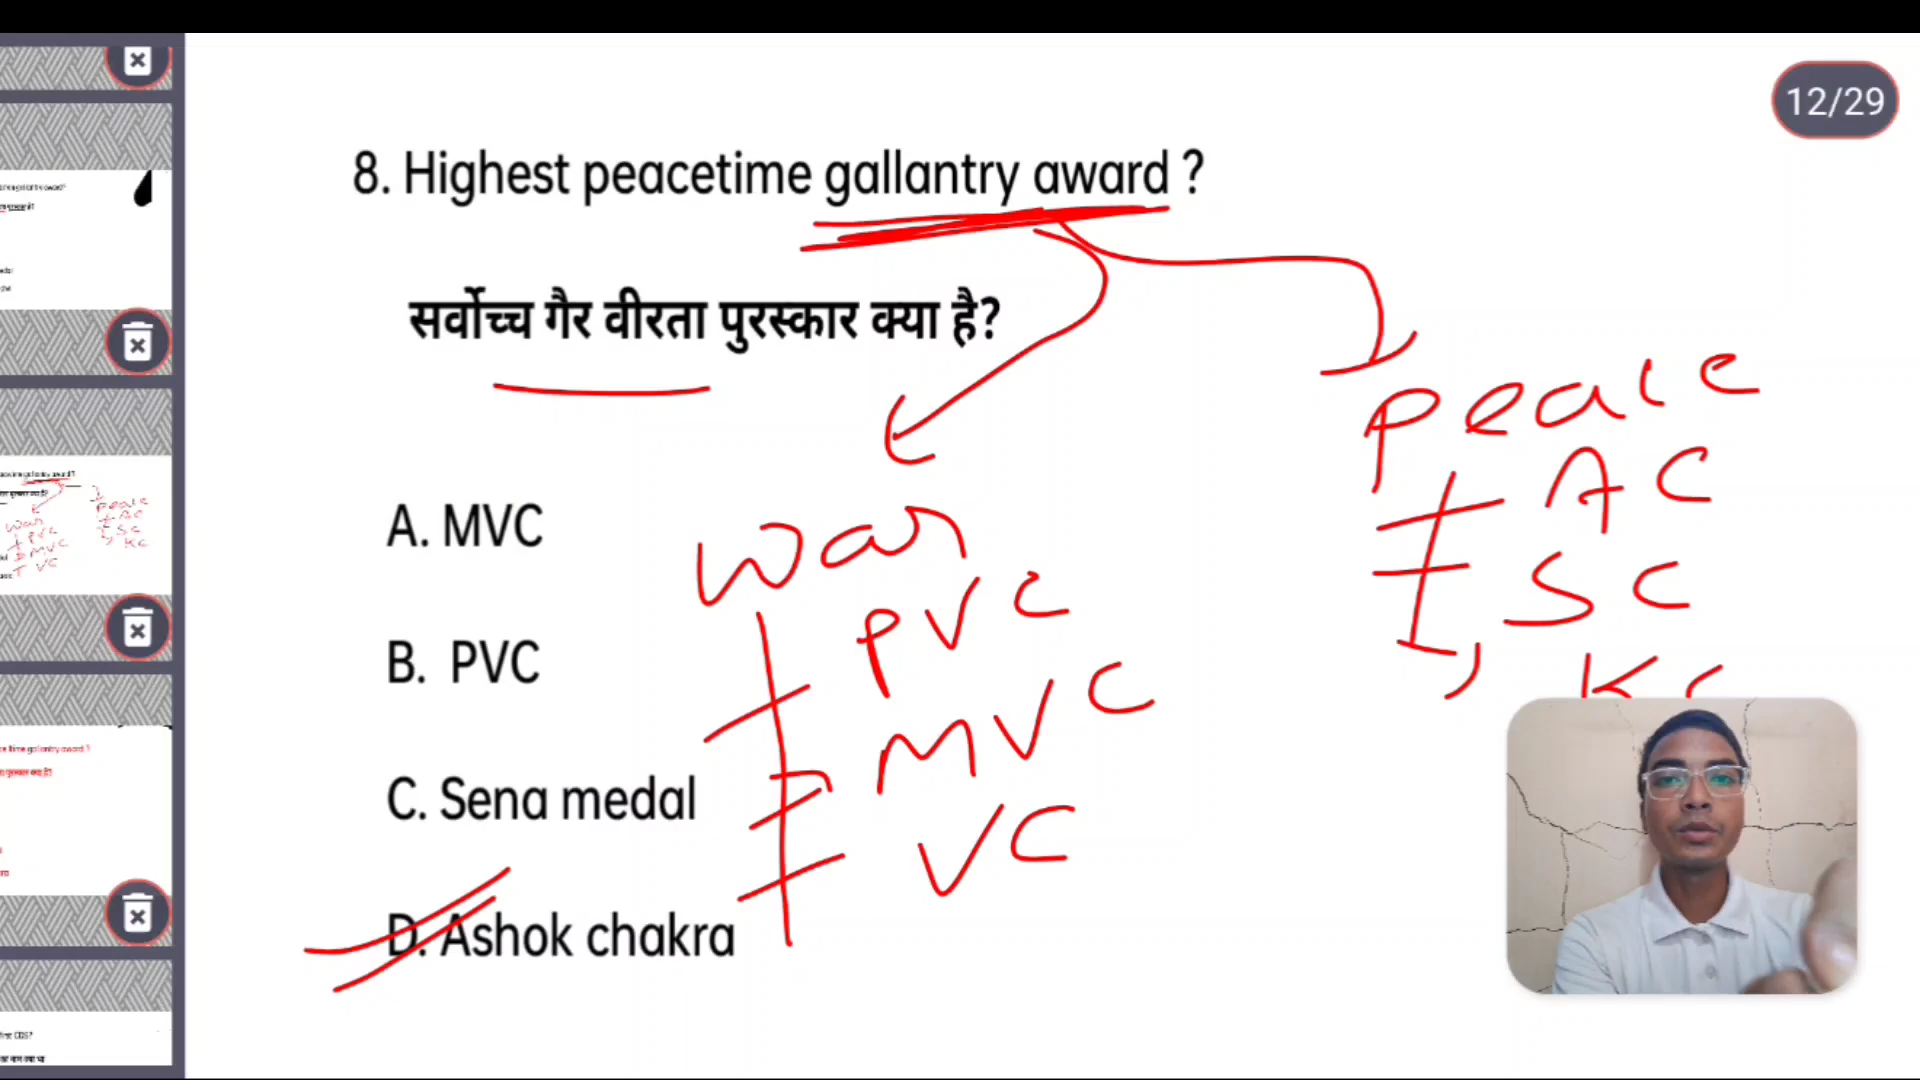 12/29
8. Highest peacetime gallantry award ?
सर्वोच्च गैर वीरता पुरस्कार क्या है?
A. MVC
B. PVC
C. Sena medal
D. Ashok chakra
war
PVC
MVC
VC
peace
AC
SC
KC